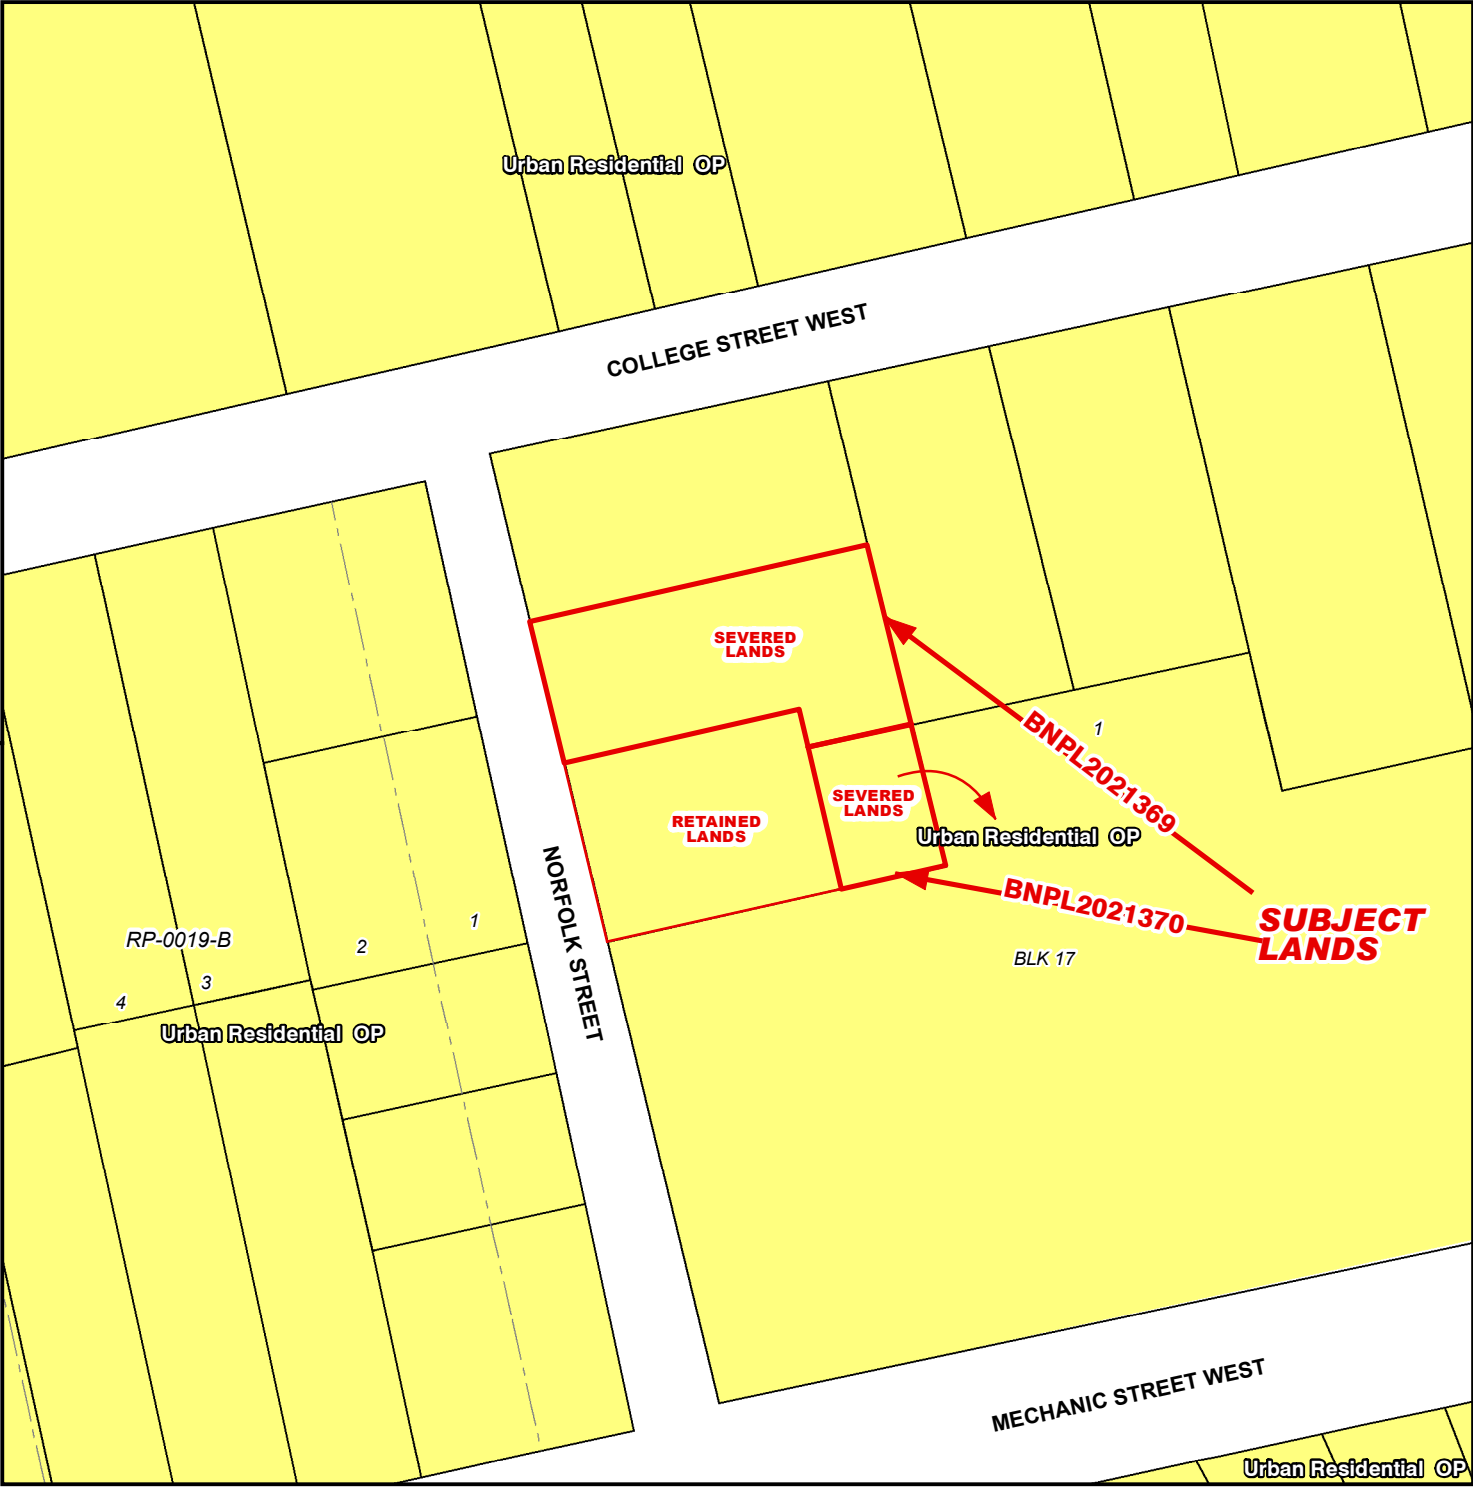 Urban Residential OP
COLLEGE STREET WEST
SEVERED
LANDS
1
BNPL2021369
SEVERED
LANDS
RETAINED
LANDS
Urban Residential OP
NORFOLK STREET
BNPL2021370
SUBJECT
LANDS
1
RP-0019-B
2
BLK 17
3
4
Urban Residential OP
MECHANIC STREET WEST
Urban Residential OP